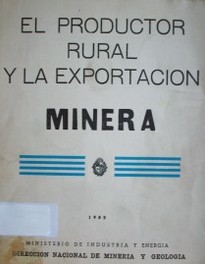 EL PRODUCTOR
RURAL
Y LA EXPORTACION
MINERA
MINISTERIO DE INDUSTRIA Y ENERGIA
DIRECCION NACIONAL DE MINERIA Y GEOLOGIA